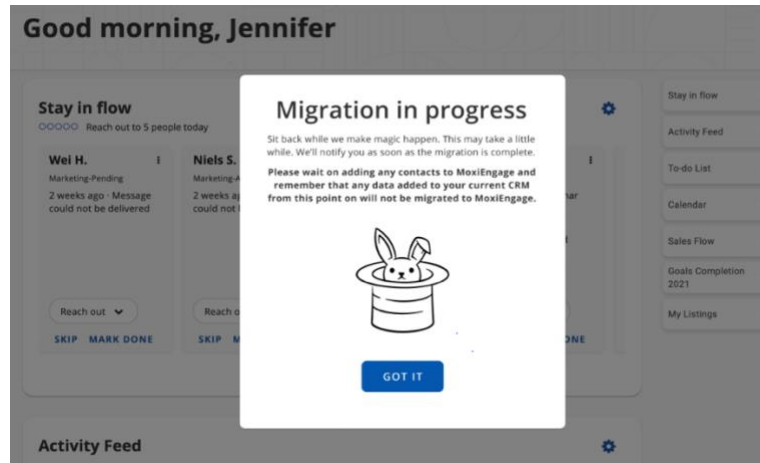 Good morning, Jennifer
Stay in flow
Reach out to 5 people today
Wei H.
Marketing-Pending
2 weeks ago · Message
could not be delivered
Reach out
SKIP MARK DONE
Niels S.
2 weeks
could not
Reach
SKIP
Migration in progress
Sit back while we make magic happen. This may take a little
while. We'll notify you as soon as the migration is complete.
Please wait on adding any contacts to MoxiEngage and
remember that any data added to your current CRM
from this point on will not be migrated to MoxiEngage.
GOT IT
Stay in flow
Activity Feed
To-do List
Calendar
Sales Flow
Goals Completion
2021
My Listings
Activity Feed